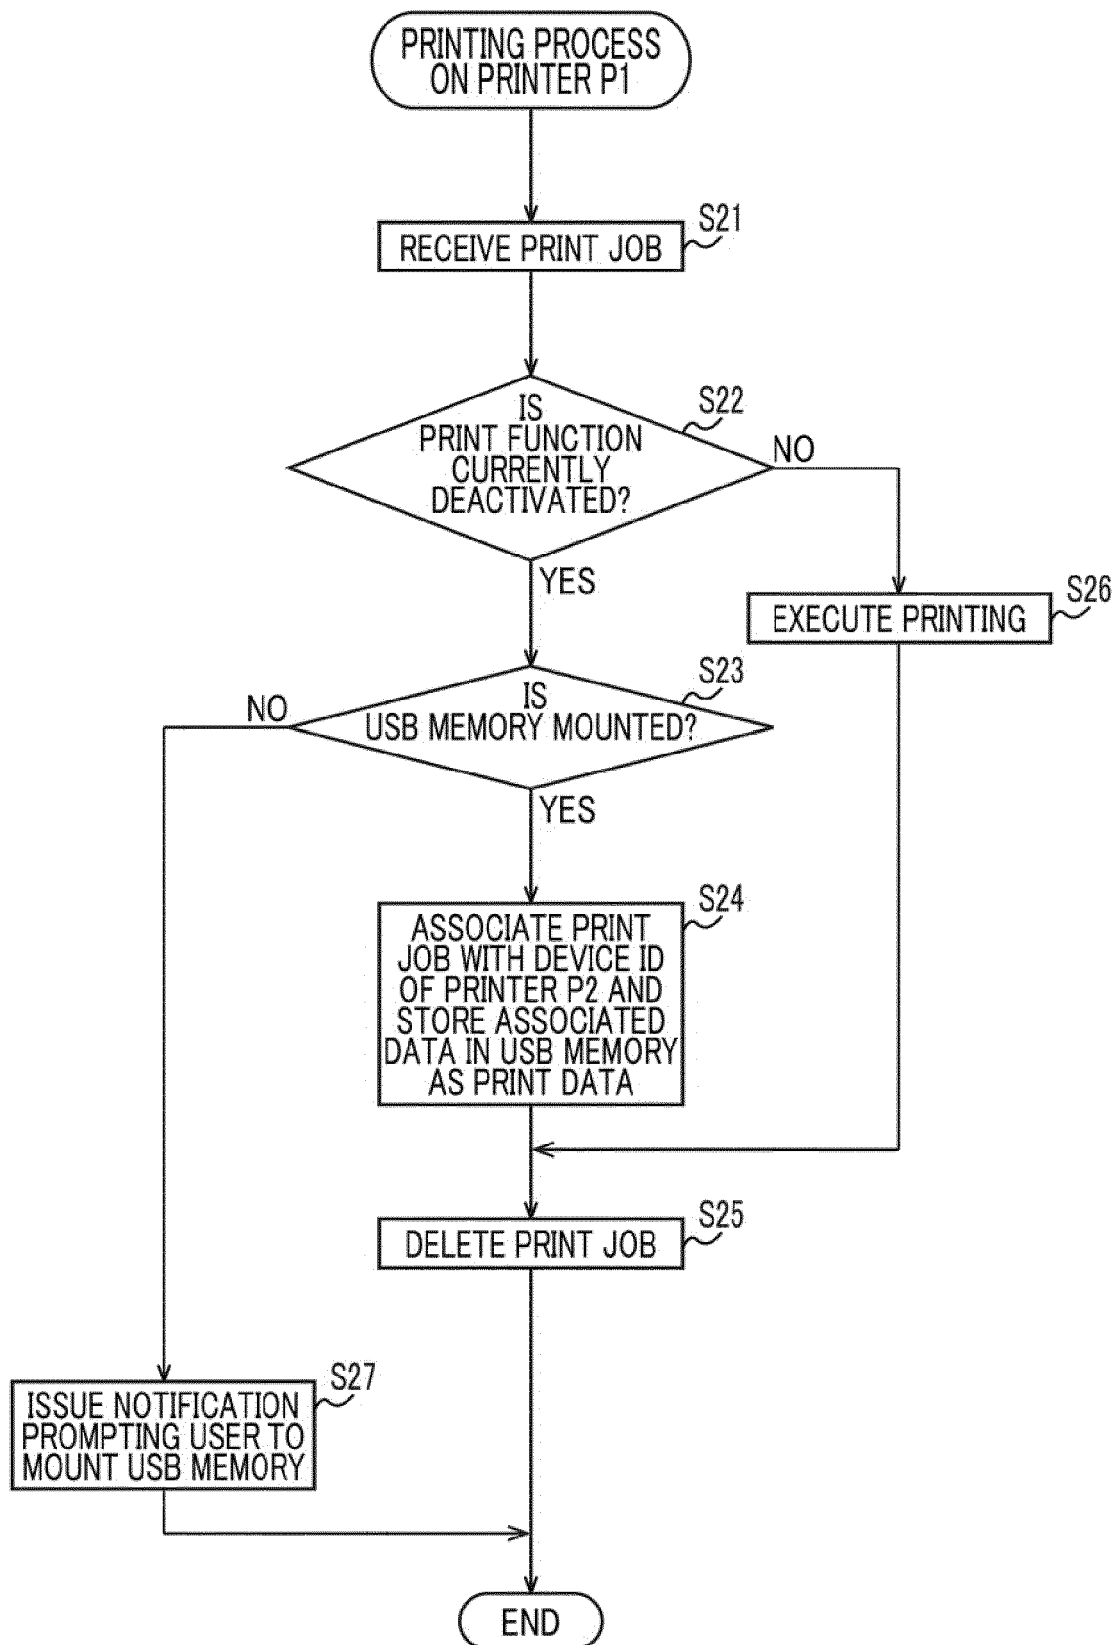 PRINTING PROCESS
ON PRINTER P1
S21
RECEIVE PRINT JOB
S22
IS
PRINT FUNCTION
CURRENTLY
DEACTIVATED?
NO
YES
S26
EXECUTE PRINTING
S23
IS
USB MEMORY MOUNTED?
NO
YES
S24
ASSOCIATE PRINT
JOB WITH DEVICE ID
OF PRINTER P2 AND
STORE ASSOCIATED
DATA IN USB MEMORY
AS PRINT DATA
S25
DELETE PRINT JOB
S27
ISSUE NOTIFICATION
PROMPTING USER TO
MOUNT USB MEMORY
END